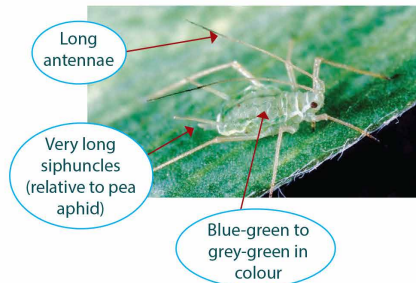 Long
antennae
Very long
siphuncles
(relative to pea
aphid)
Blue-green to
grey-green in
colour